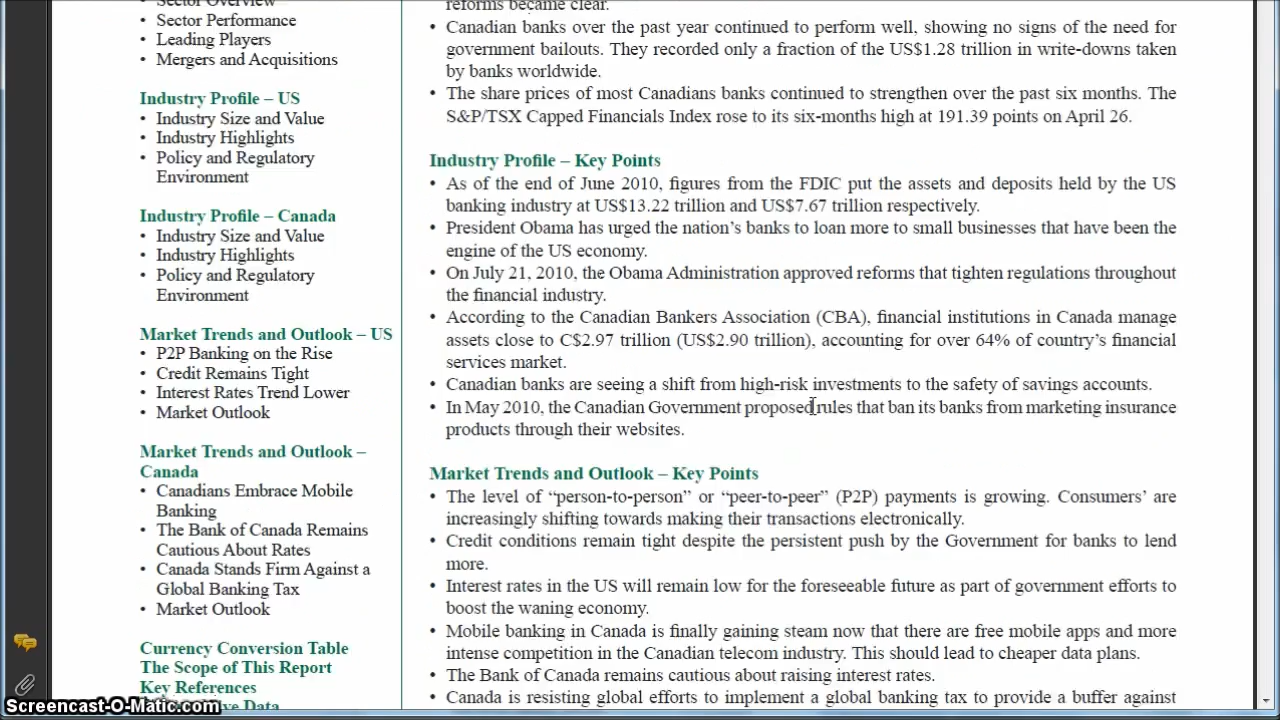 Sector Overview
• Sector Performance
• Leading Players
• Mergers and Acquisitions
Industry Profile – US
• Industry Size and Value
• Industry Highlights
• Policy and Regulatory
Environment
Industry Profile – Canada
• Industry Size and Value
• Industry Highlights
• Policy and Regulatory
Environment
Market Trends and Outlook – US
• P2P Banking on the Rise
• Credit Remains Tight
• Interest Rates Trend Lower
• Market Outlook
Market Trends and Outlook –
Canada
• Canadians Embrace Mobile
Banking
• The Bank of Canada Remains
Cautious About Rates
• Canada Stands Firm Against a
Global Banking Tax
• Market Outlook
Currency Conversion Table
The Scope of This Report
Key References
reforms became clear.
• Canadian banks over the past year continued to perform well, showing no signs of the need for
government bailouts. They recorded only a fraction of the US$1.28 trillion in write-downs taken
by banks worldwide.
• The share prices of most Canadians banks continued to strengthen over the past six months. The
S&P/TSX Capped Financials Index rose to its six-months high at 191.39 points on April 26.
Industry Profile – Key Points
• As of the end of June 2010, figures from the FDIC put the assets and deposits held by the US
banking industry at US$13.22 trillion and US$7.67 trillion respectively.
• President Obama has urged the nation’s banks to loan more to small businesses that have been the
engine of the US economy.
• On July 21, 2010, the Obama Administration approved reforms that tighten regulations throughout
the financial industry.
• According to the Canadian Bankers Association (CBA), financial institutions in Canada manage
assets close to C$2.97 trillion (US$2.90 trillion), accounting for over 64% of country’s financial
services market.
• Canadian banks are seeing a shift from high-risk investments to the safety of savings accounts.
• In May 2010, the Canadian Government proposed rules that ban its banks from marketing insurance
products through their websites.
Market Trends and Outlook – Key Points
• The level of “person-to-person” or “peer-to-peer” (P2P) payments is growing. Consumers’ are
increasingly shifting towards making their transactions electronically.
• Credit conditions remain tight despite the persistent push by the Government for banks to lend
more.
• Interest rates in the US will remain low for the foreseeable future as part of government efforts to
boost the waning economy.
• Mobile banking in Canada is finally gaining steam now that there are free mobile apps and more
intense competition in the Canadian telecom industry. This should lead to cheaper data plans.
• The Bank of Canada remains cautious about raising interest rates.
• Canada is resisting global efforts to implement a global banking tax to provide a buffer against
Screencast-O-Matic.com